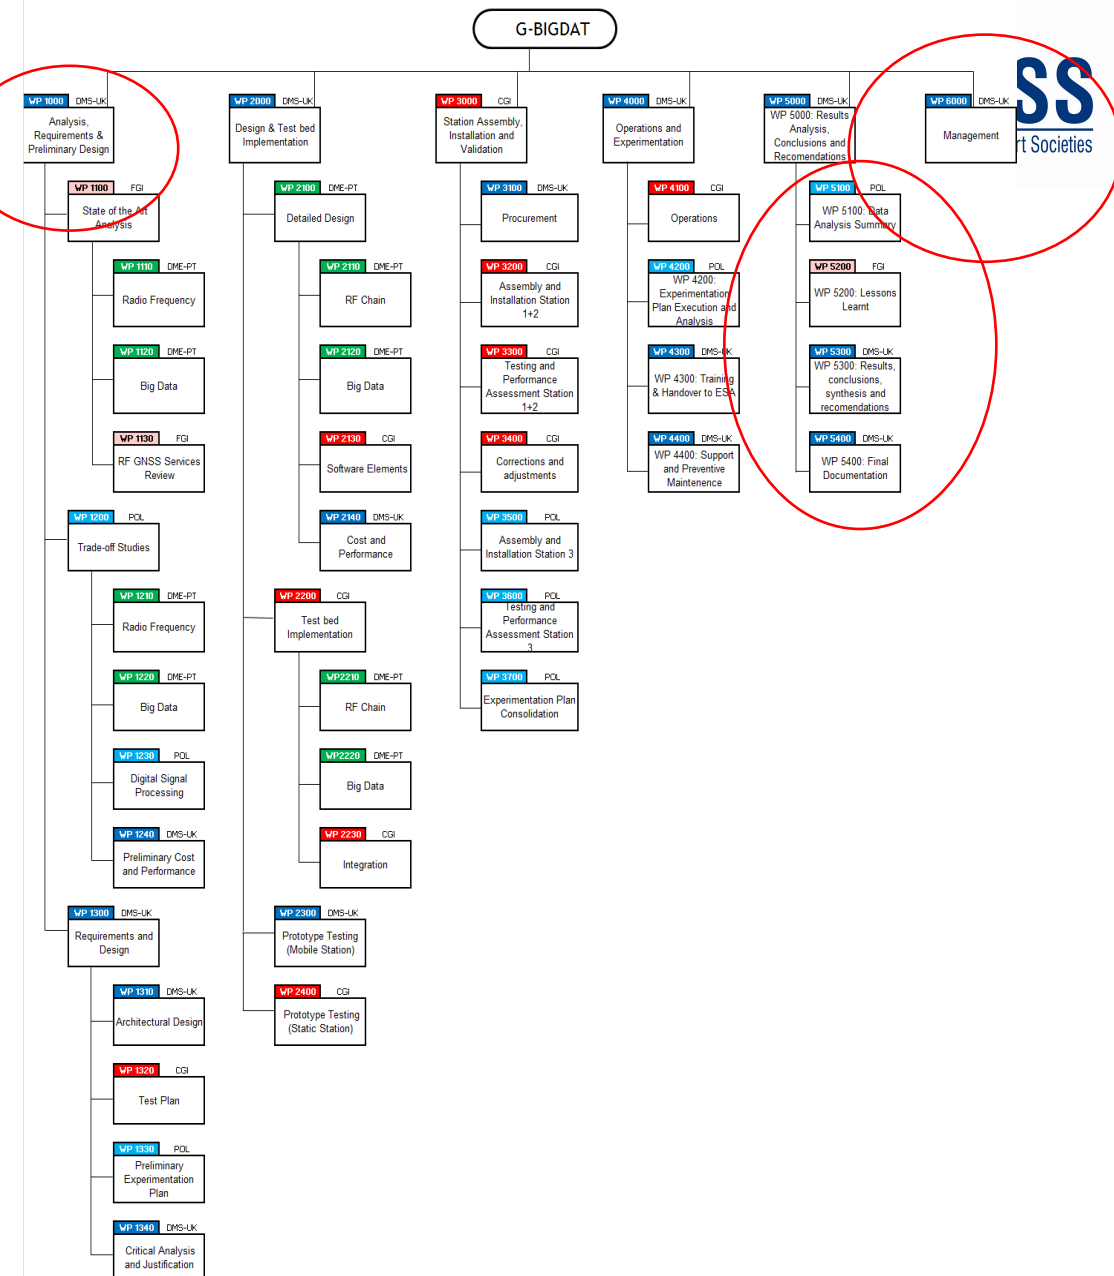 G-BIGDAT
SS
rt Societies
WP 1000 DMS-UK
Analysis,
Requirements &
Preliminary Design
WP 1100 FGI
State of the Art
Analysis
WP 1110 DME-PT
Radio Frequency
WP 1120 DME-PT
Big Data
WP 1130 FGI
RF GNSS Services
Review
WP 1200 POL
Trade-off Studies
WP 1210 DME-PT
Radio Frequency
WP 1220 DME-PT
Big Data
WP 1230 POL
Digital Signal
Processing
WP 1240 DMS-UK
Preliminary Cost
and Performance
WP 1300 DMS-UK
Requirements and
Design
WP 1310 DMS-UK
Architectural Design
WP 1320 CGI
Test Plan
WP 1330 POL
Preliminary
Experimentation
Plan
WP 1340 DMS-UK
Critical Analysis
and Justification
WP 2000 DMS-UK
Design & Test bed
Implementation
WP 2100 DME-PT
Detailed Design
WP 2110 DME-PT
RF Chain
WP 2120 DME-PT
Big Data
WP 2130 CGI
Software Elements
WP 2140 DMS-UK
Cost and
Performance
WP 2200 CGI
Test bed
Implementation
WP2210 DME-PT
RF Chain
WP2220 DME-PT
Big Data
WP 2230 CGI
Integration
WP 2300 DMS-UK
Prototype Testing
(Mobile Station)
WP 2400 CGI
Prototype Testing
(Static Station)
WP 3000 CGI
Station Assembly,
Installation and
Validation
WP 3100 DMS-UK
Procurement
WP 3200 CGI
Assembly and
Installation Station
1+2
WP 3300 CGI
Testing and
Performance
Assessment Station
1+2
WP 3400 CGI
Corrections and
adjustments
WP 3500 POL
Assembly and
Installation Station 3
WP 3600 POL
Testing and
Performance
Assessment Station
3
WP 3700 POL
Experimentation Plan
Consolidation
WP 4000 DMS-UK
Operations and
Experimentation
WP 4100 CGI
Operations
WP 4200 POL
WP 4200:
Experimentation
Plan Execution and
Analysis
WP 4300 DMS-UK
WP 4300: Training
& Handover to ESA
WP 4400 DMS-UK
WP 4400: Support
and Preventive
Maintenence
WP 5000 DMS-UK
WP 5000: Results
Analysis,
Conclusions and
Recomendations
WP 5100 POL
WP 5100: Data
Analysis Summary
WP 5200 FGI
WP 5200: Lessons
Learnt
WP 5300 DMS-UK
WP 5300: Results,
conclusions,
synthesis and
recomendations
WP 5400 DMS-UK
WP 5400: Final
Documentation
WP 6000 DMS-UK
Management